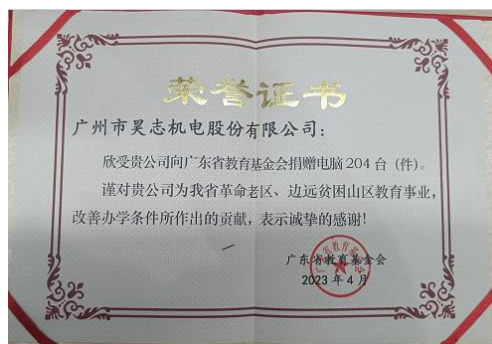 荣誉证书
广州市昊志机电股份有限公司：
欣受贵公司向广东省教育基金会捐赠电脑204台（件）。
谨对贵公司为我省革命老区、边远贫困山区教育事业，
改善办学条件所作出的贡献，表示诚挚的感谢！
广东省教育基金会
2023年4月